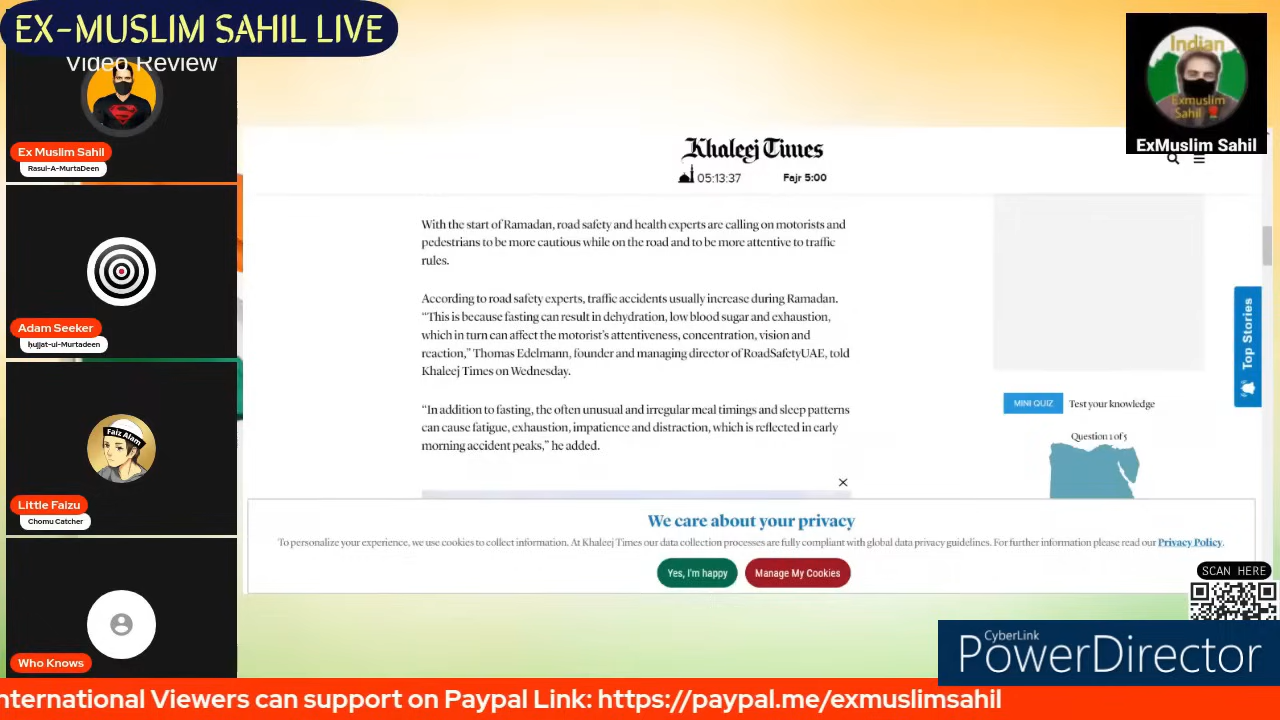 EX-MUSLIM SAHIL LIVE
Video Review
Ex Muslim Sahil
Rasul-A-MurtaDeen
Adam Seeker
hujjat-ul-Murtadeen
Faiz Alam
Little Faizu
Chomu Catcher
Who Knows
Indian
Exmuslim
Sahil
ExMuslim Sahil
Khaleej Times
05:13:37
Fajr 5:00
With the start of Ramadan, road safety and health experts are calling on motorists and
pedestrians to be more cautious while on the road and to be more attentive to traffic
rules.
According to road safety experts, traffic accidents usually increase during Ramadan.
“This is because fasting can result in dehydration, low blood sugar and exhaustion,
which in turn can affect the motorist's attentiveness, concentration, vision and
reaction,” Thomas Edelmann, founder and managing director of RoadSafetyUAE, told
Khaleej Times on Wednesday.
“In addition to fasting, the often unusual and irregular meal timings and sleep patterns
can cause fatigue, exhaustion, impatience and distraction, which is reflected in early
morning accident peaks,” he added.
Top Stories
MINI QUIZ Test your knowledge
Question 1 of 5
We care about your privacy
To personalize your experience, we use cookies to collect information. At Khaleej Times our data collection processes are fully compliant with global data privacy guidelines. For further information please read our Privacy Policy.
Yes, I'm happy
Manage My Cookies
SCAN HERE
CyberLink
PowerDirector
nternational Viewers can support on Paypal Link: https://paypal.me/exmuslimsahil